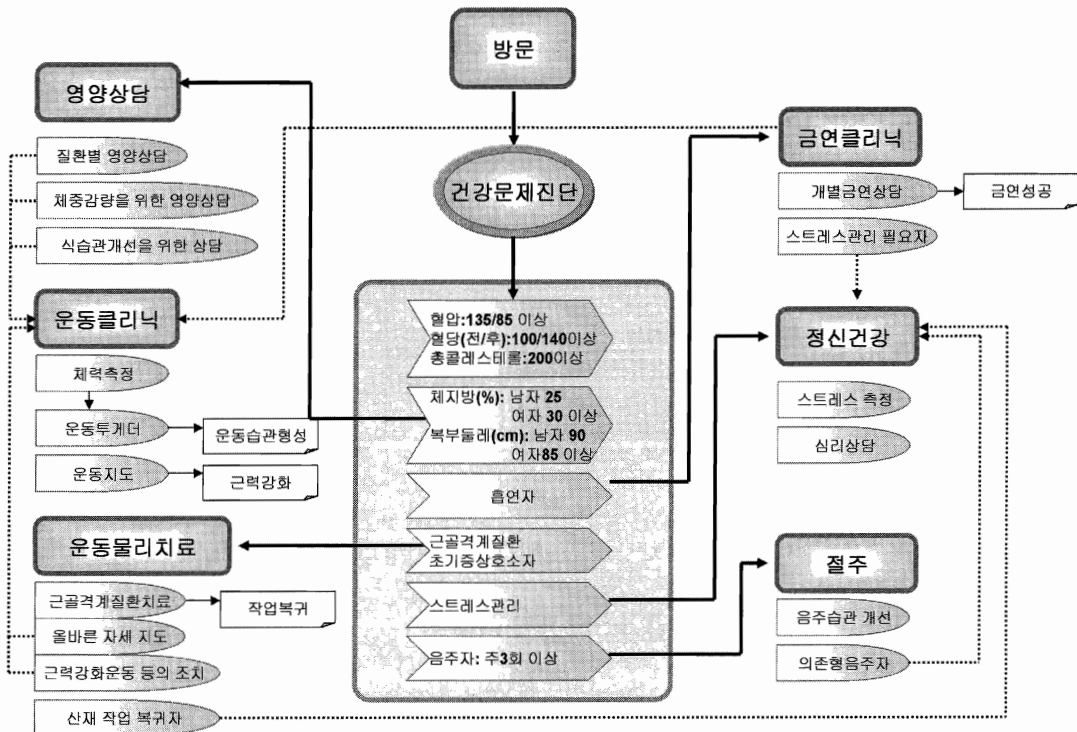 방문
건강문제진단
영양상담
질환별 영양상담
체중감량을 위한 영양상담
식습관개선을 위한 상담
운동클리닉
체력측정
운동투게더
운동습관형성
운동지도
근력강화
운동물리치료
근골격계질환치료
작업복귀
올바른 자세 지도
근력강화운동 등의 조치
산재 작업 복귀자
혈압:135/85 이상
혈당(전/후):100/140이상
총콜레스테롤:200이상
체지방(%): 남자 25
여자 30 이상
복부둘레(cm): 남자 90
여자85 이상
흡연자
근골격계질환
초기증상호소자
스트레스관리
음주자: 주3회 이상
금연클리닉
개별금연상담
금연성공
스트레스관리 필요자
정신건강
스트레스 측정
심리상담
절주
음주습관 개선
의존형음주자